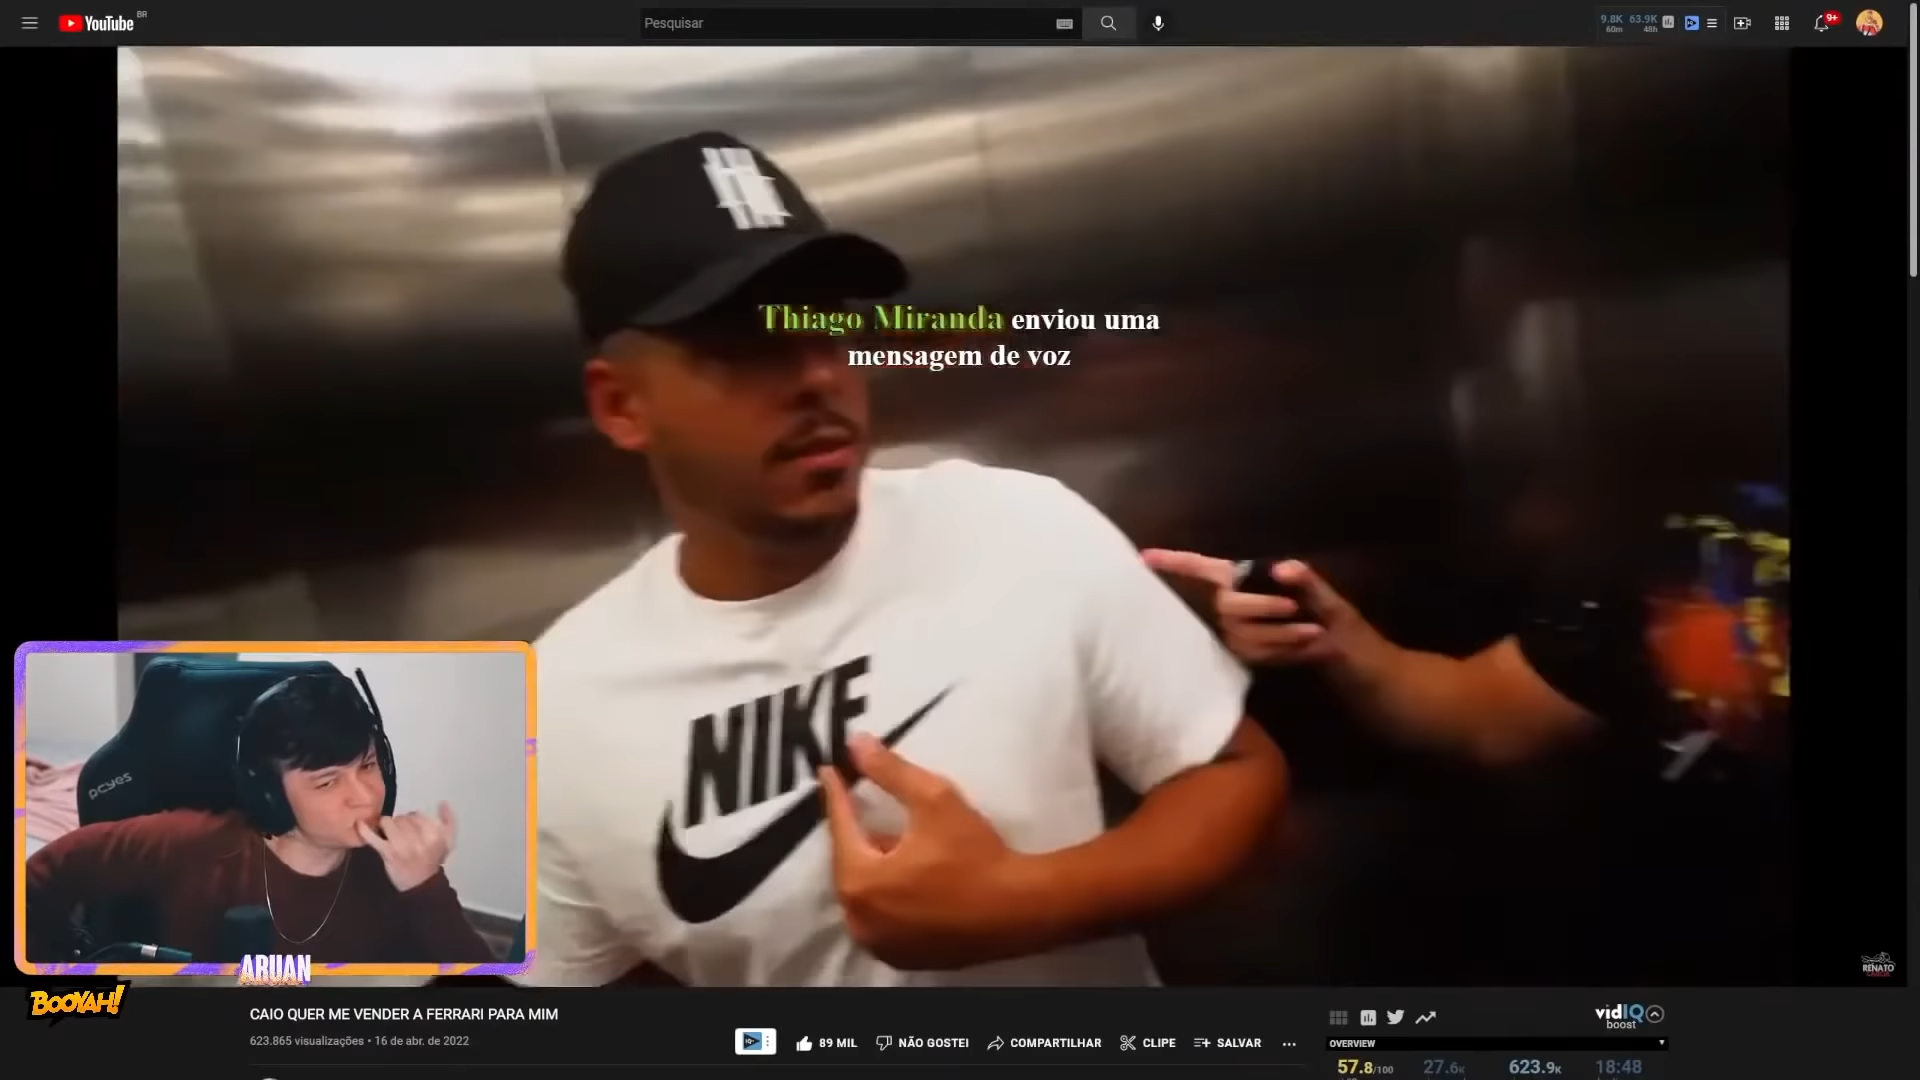 YouTube BR
Pesquisar
9.8K 63.9K
60m 48h
9+
Thiago Miranda enviou uma
mensagem de voz
NIKE
pcyes
ARUAN
BOOYAH!
RENATO
GARCIA
CAIO QUER ME VENDER A FERRARI PARA MIM
623.865 visualizações • 16 de abr. de 2022
89 MIL NÃO GOSTEI COMPARTILHAR CLIPE SALVAR
vidIQ
boost
OVERVIEW
57.8/100 27.6K 623.9K 18:48